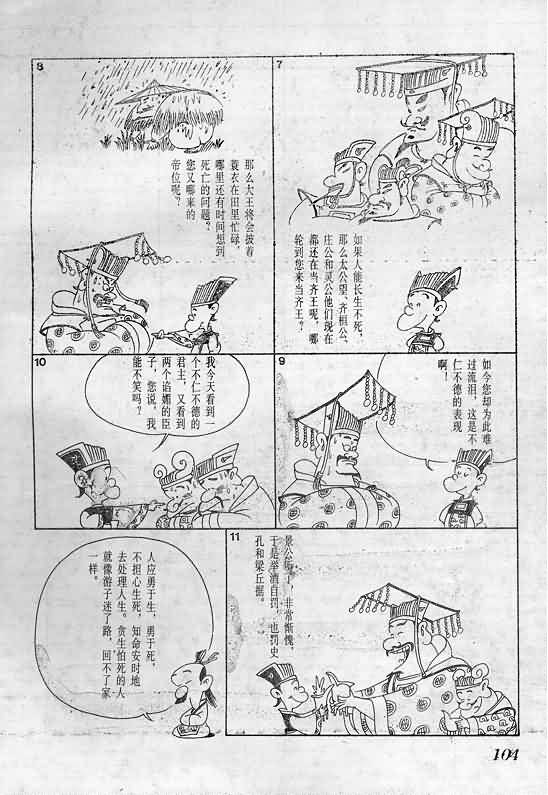 7
如果人能长生不死,
那么太公望、齐桓公、
庄公和灵公他们现在
都还在当齐王呢,哪
轮到您来当齐王?
8
那么大王将会披着
蓑衣在田里忙碌,
哪里还有时间想到
死亡的问题?
您又哪来的
帝位呢?
9
如今您却为此难
过流泪,这是不
仁不德的表现
啊!
10
我今天看到一
个不仁不德的
君主,又看到
两个谄媚的臣
子,您说,我
能不笑吗?
11
景公听了,非常惭愧,
于是举酒自罚,也罚史
孔和梁丘据。
人应勇于生,勇于死,
不担心生死,知命安时地
去处理人生。贪生怕死的人
就像游子迷了路,回不了家
一样。
104